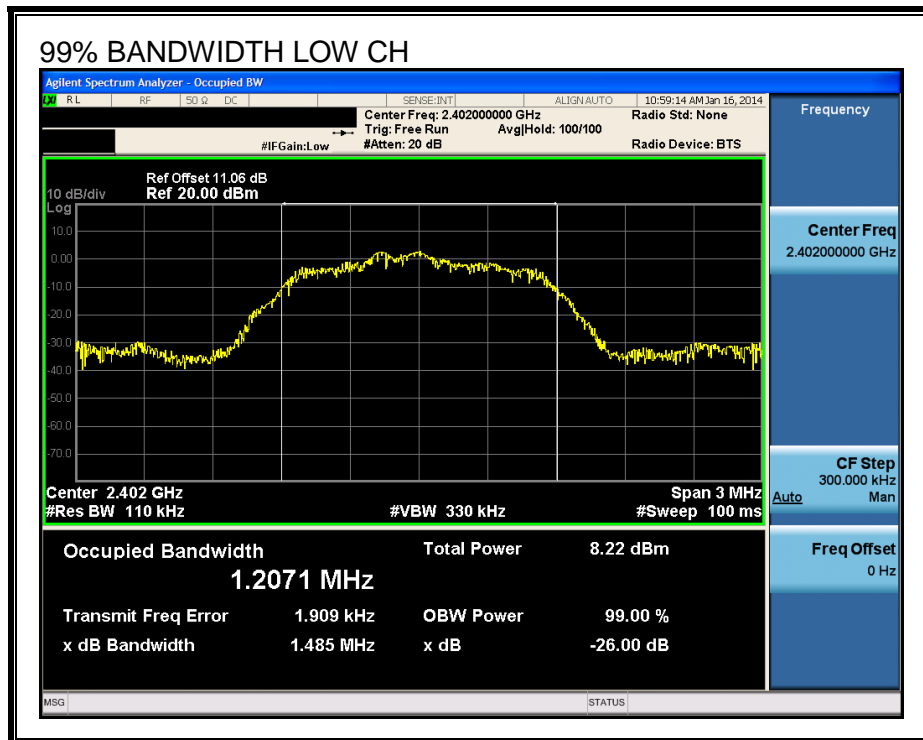 99% BANDWIDTH LOW CH
Agilent Spectrum Analyzer - Occupied BW
LXI RL RF 50 Ω DC SENSE:INT ALIGN AUTO 10:59:14 AM Jan 16, 2014
Center Freq: 2.402000000 GHz Radio Std: None
Trig: Free Run Avg|Hold: 100/100
#IFGain:Low #Atten: 20 dB Radio Device: BTS
Ref Offset 11.06 dB
10 dB/div Ref 20.00 dBm
Log
10.0
0.00
-10.0
-20.0
-30.0
-40.0
-50.0
-60.0
-70.0
Center 2.402 GHz Span 3 MHz
#Res BW 110 kHz #VBW 330 kHz #Sweep 100 ms
Occupied Bandwidth Total Power 8.22 dBm
1.2071 MHz
Transmit Freq Error 1.909 kHz OBW Power 99.00 %
x dB Bandwidth 1.485 MHz x dB -26.00 dB
Frequency
Center Freq
2.402000000 GHz
CF Step
300.000 kHz
Auto Man
Freq Offset
0 Hz
MSG STATUS